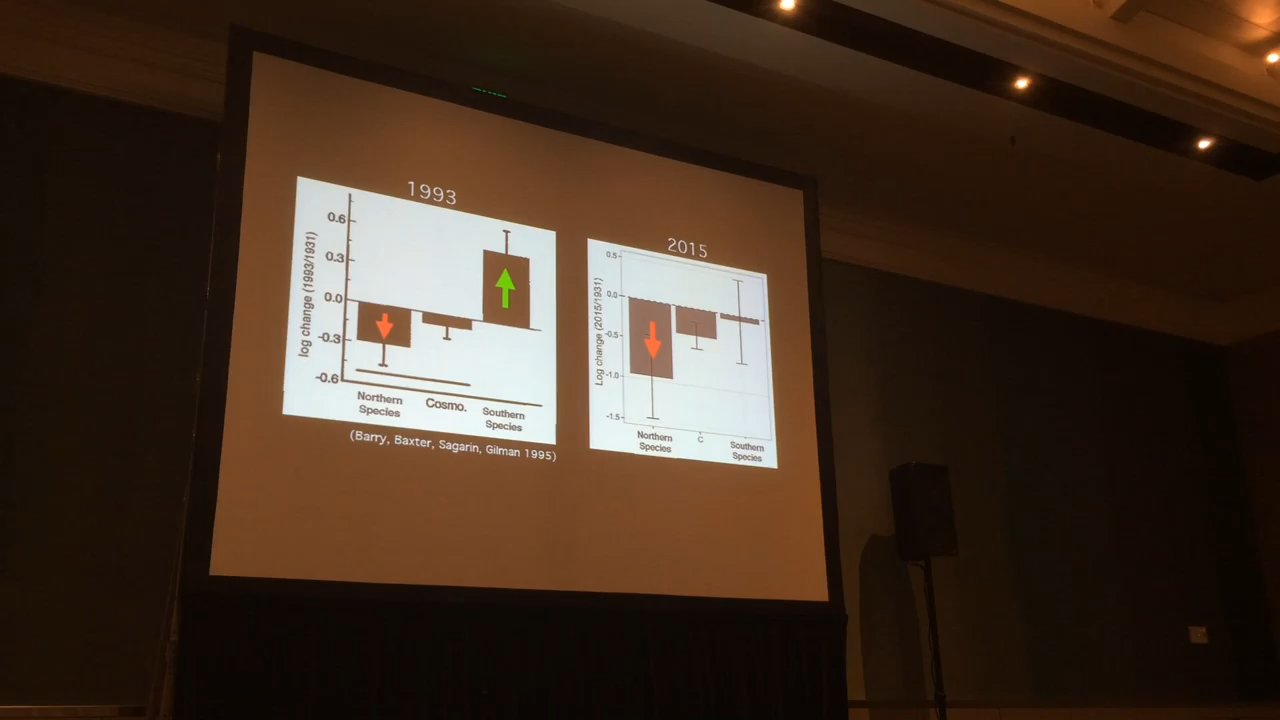 1993
0.6
0.3
0.0
-0.3
-0.6
log change (1993/1931)
Northern
Species
Cosmo.
Southern
Species
(Barry, Baxter, Sagarin, Gilman 1995)
2015
0.5
0.0
-0.5
-1.0
-1.5
Log change (2015/1931)
Northern
Species
C
Southern
Species